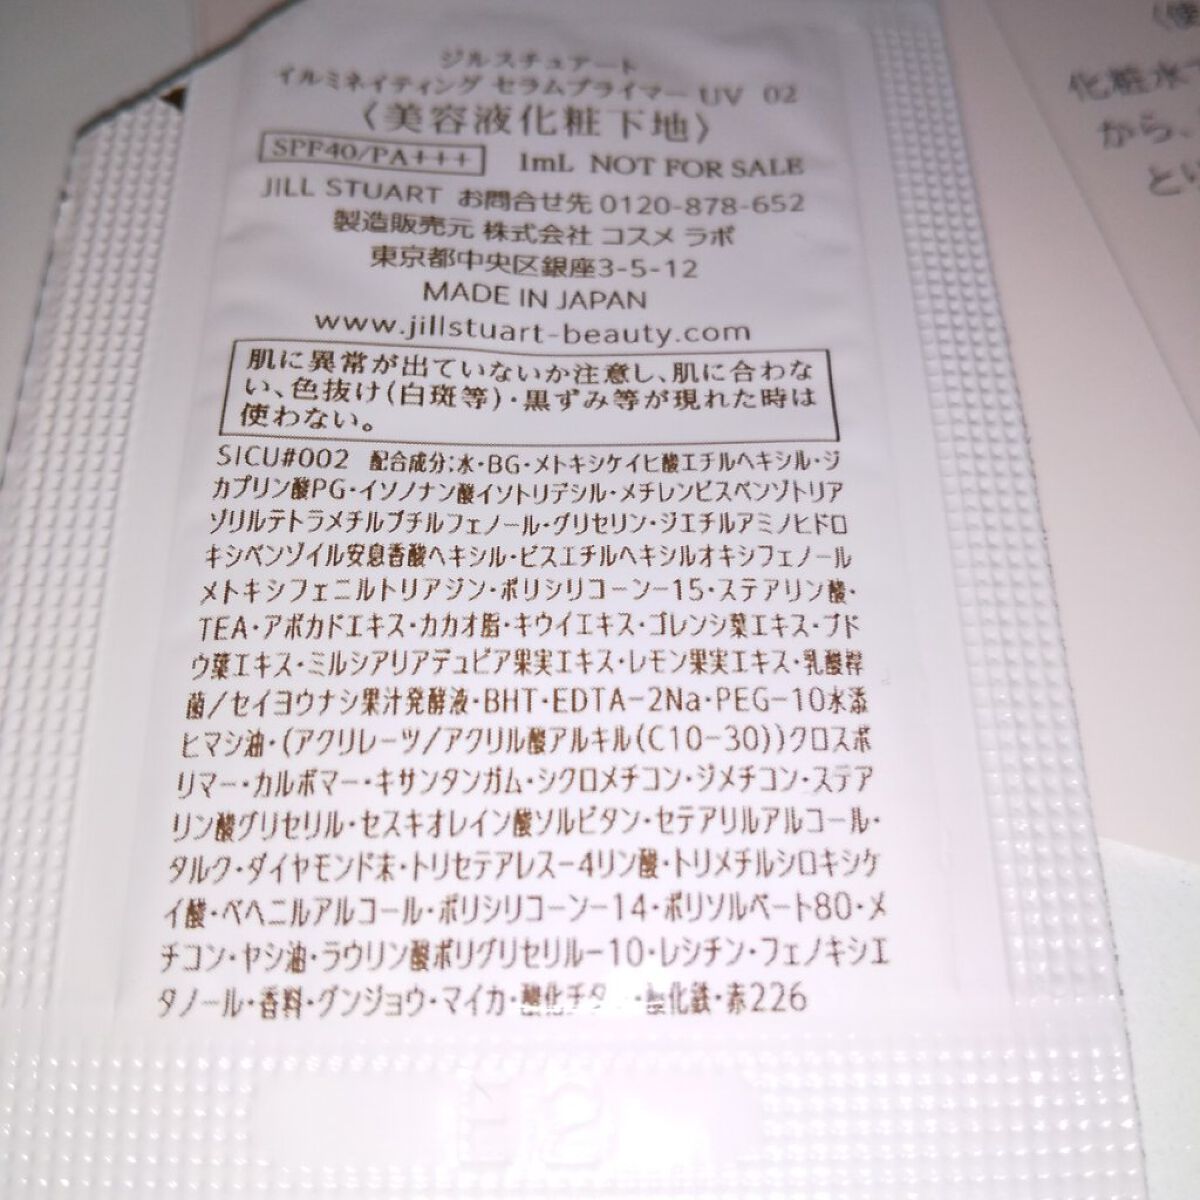 ジルスチュアート
イルミネイティング セラムプライマー UV 02
〈美容液化粧下地〉
SPF40/PA+++ 1mL NOT FOR SALE
JILL STUART お問合せ先 0120-878-652
製造販売元 株式会社 コスメ ラボ
東京都中央区銀座3-5-12
MADE IN JAPAN
www.jillstuart-beauty.com
肌に異常が出ていないか注意し、肌に合わな
い、色抜け(白斑等)・黒ずみ等が現れた時は
使わない。
SICU#002 配合成分:水・BG・メトキシケイヒ酸エチルヘキシル・ジ
カプリン酸PG・イソノナン酸イソトリデシル・メチレンビスベンゾトリア
ゾリルテトラメチルブチルフェノール・グリセリン・ジエチルアミノヒドロ
キシベンゾイル安息香酸ヘキシル・ビスエチルヘキシルオキシフェノール
メトキシフェニルトリアジン・ポリシリコーン-15・ステアリン酸・
TEA・アボカドエキス・カカオ脂・キウイエキス・ゴレンシ葉エキス・ブド
ウ葉エキス・ミルシアリアデュビア果実エキス・レモン果実エキス・乳酸桿
菌/セイヨウナシ果汁発酵液・BHT・EDTA-2Na・PEG-10水添
ヒマシ油・(アクリレーツ/アクリル酸アルキル(C10-30))クロスポ
リマー・カルボマー・キサンタンガム・シクロメチコン・ジメチコン・ステア
リン酸グリセリル・セスキオレイン酸ソルビタン・セテアリルアルコール・
タルク・ダイヤモンド末・トリセテアレス-4リン酸・トリメチルシロキシケ
イ酸・ベヘニルアルコール・ポリシリコーン-14・ポリソルベート80・メ
チコン・ヤシ油・ラウリン酸ポリグリセリル-10・レシチン・フェノキシエ
タノール・香料・グンジョウ・マイカ・酸化チタン・酸化鉄・赤226
化粧水で
から、
とい